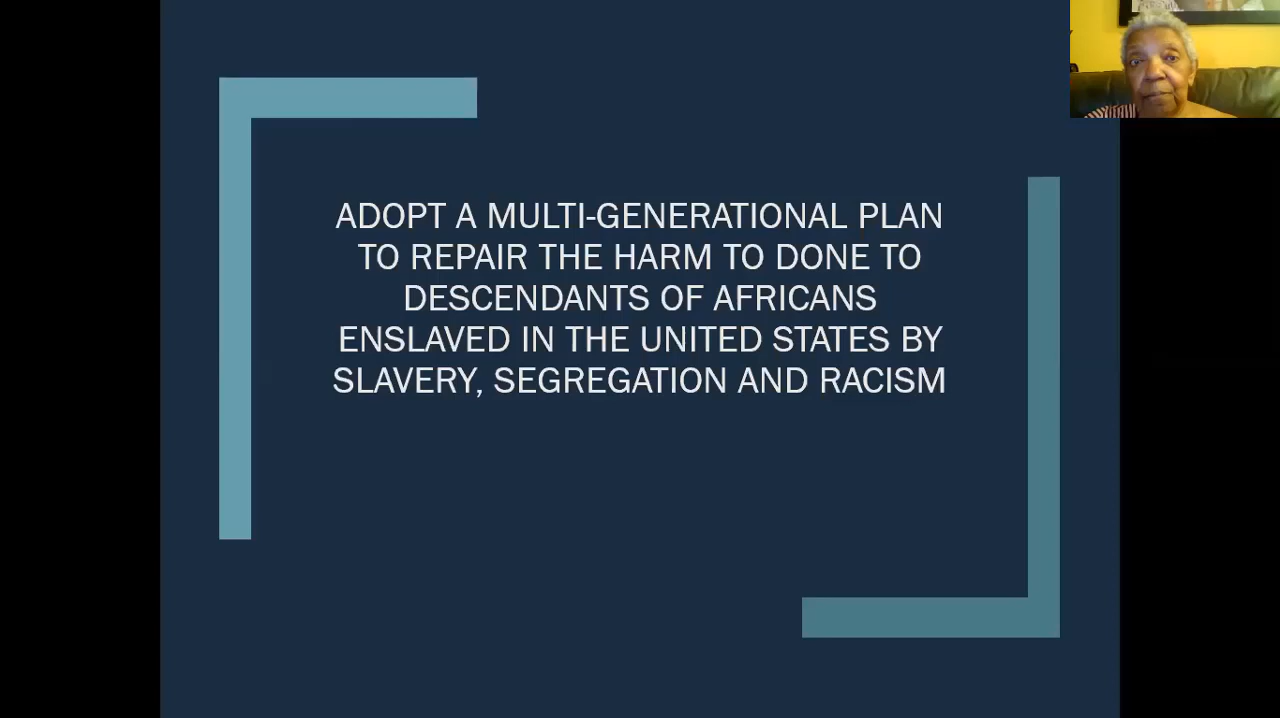 ADOPT A MULTI-GENERATIONAL PLAN
TO REPAIR THE HARM TO DONE TO
DESCENDANTS OF AFRICANS
ENSLAVED IN THE UNITED STATES BY
SLAVERY, SEGREGATION AND RACISM